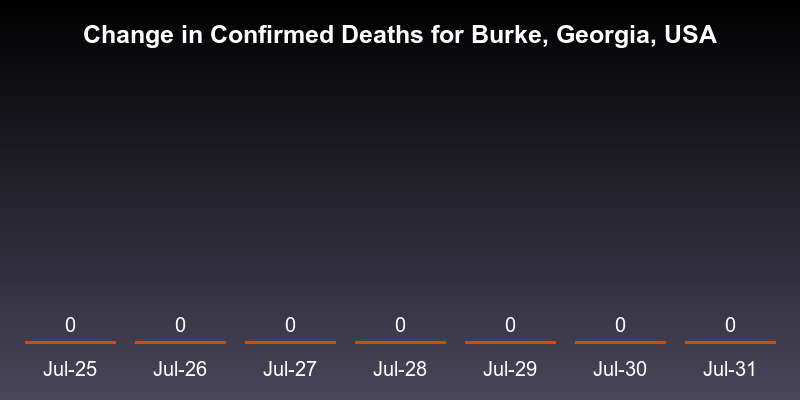 Change in Confirmed Deaths for Burke, Georgia, USA
0 0 0 0 0 0 0
Jul-25 Jul-26 Jul-27 Jul-28 Jul-29 Jul-30 Jul-31